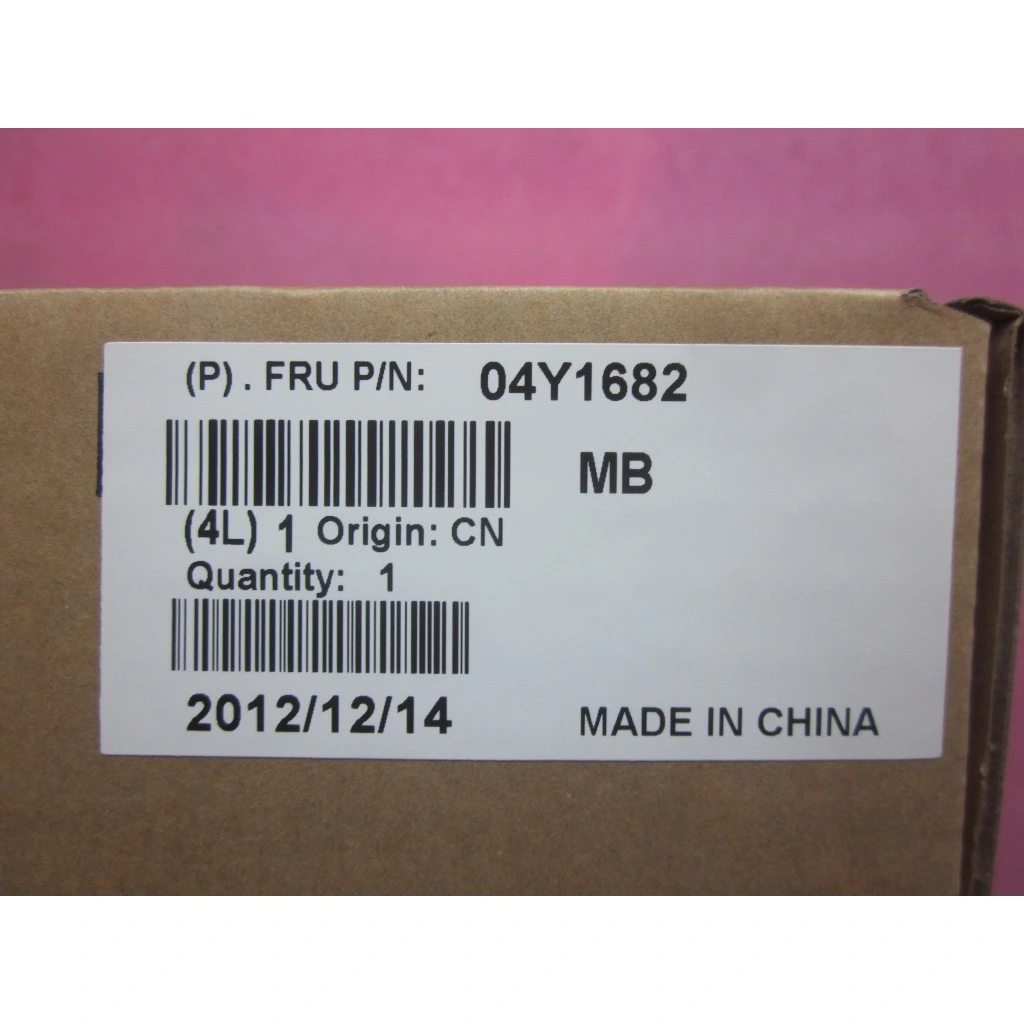 (P) . FRU P/N: 04Y1682
MB
(4L) 1 Origin: CN
Quantity: 1
2012/12/14 MADE IN CHINA